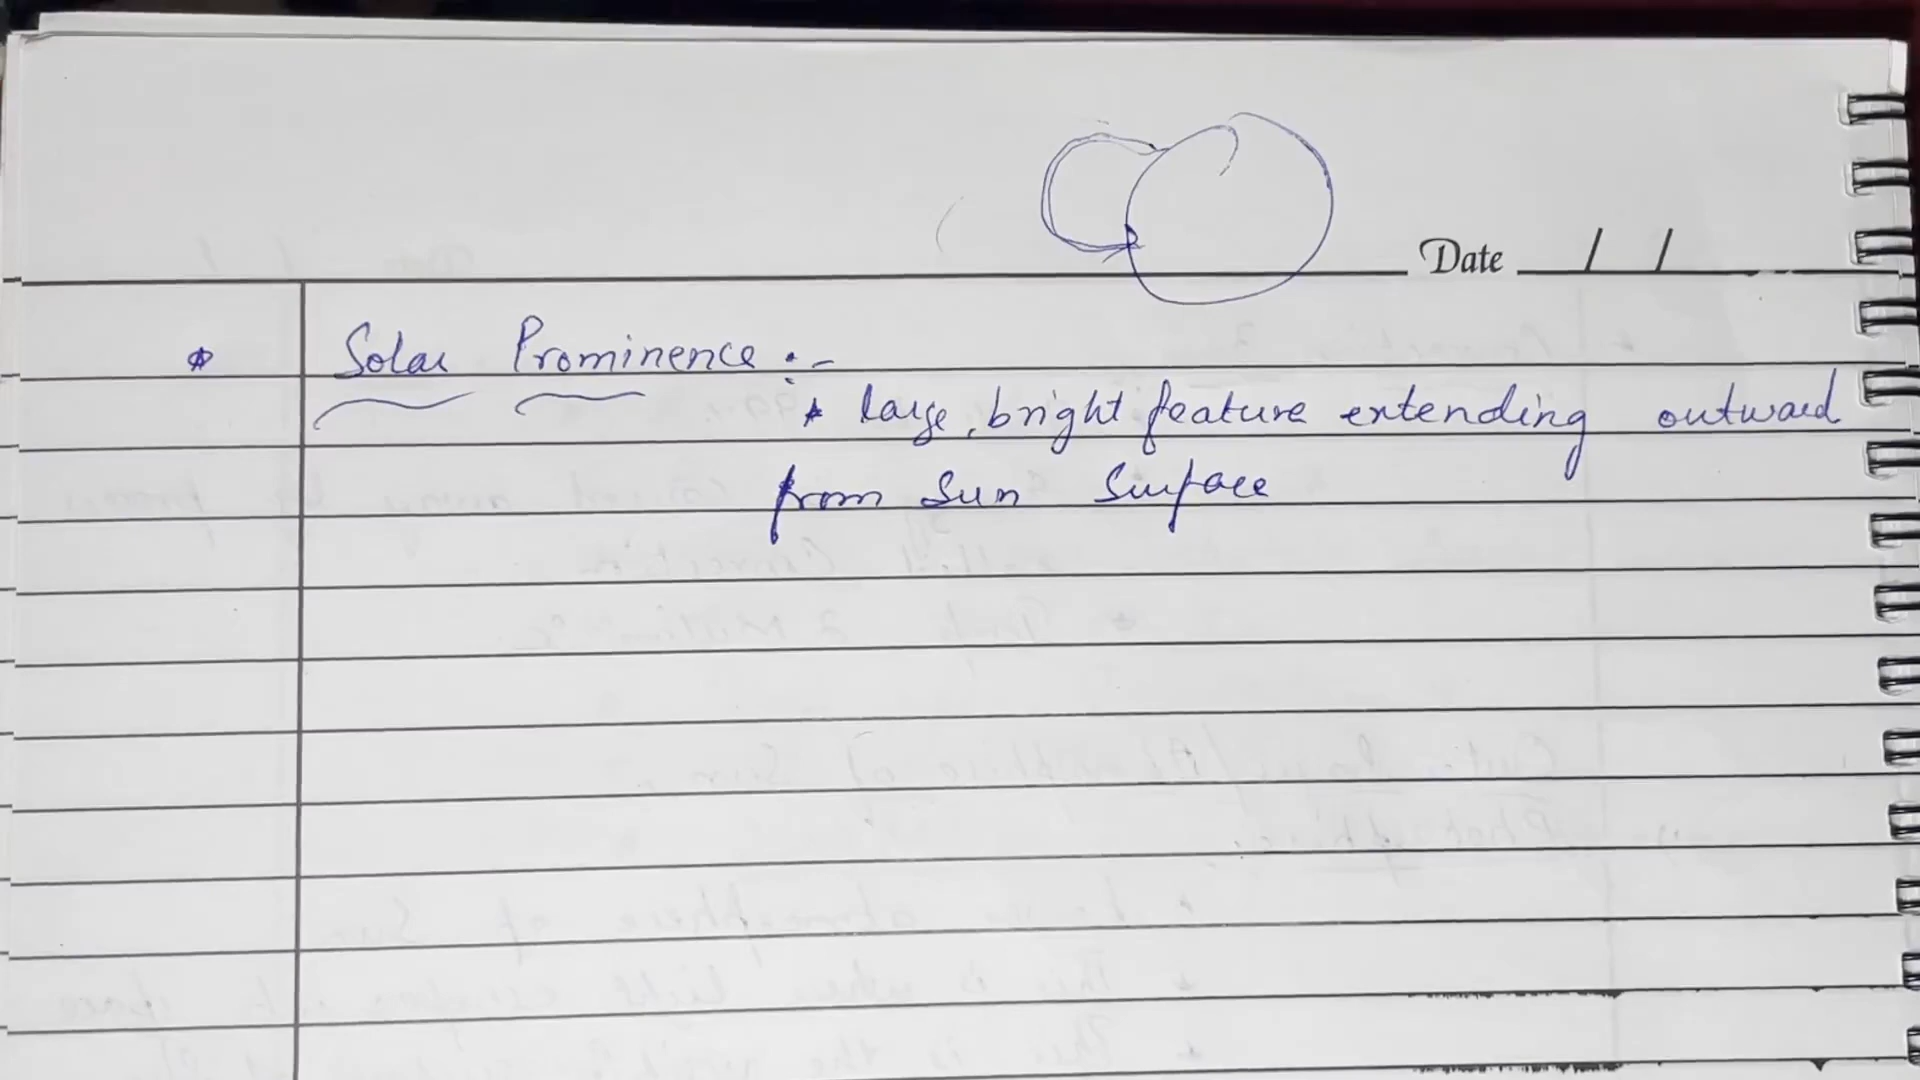 Date / /
* Solar Prominence :-
* large, bright feature extending outward
from Sun Surface